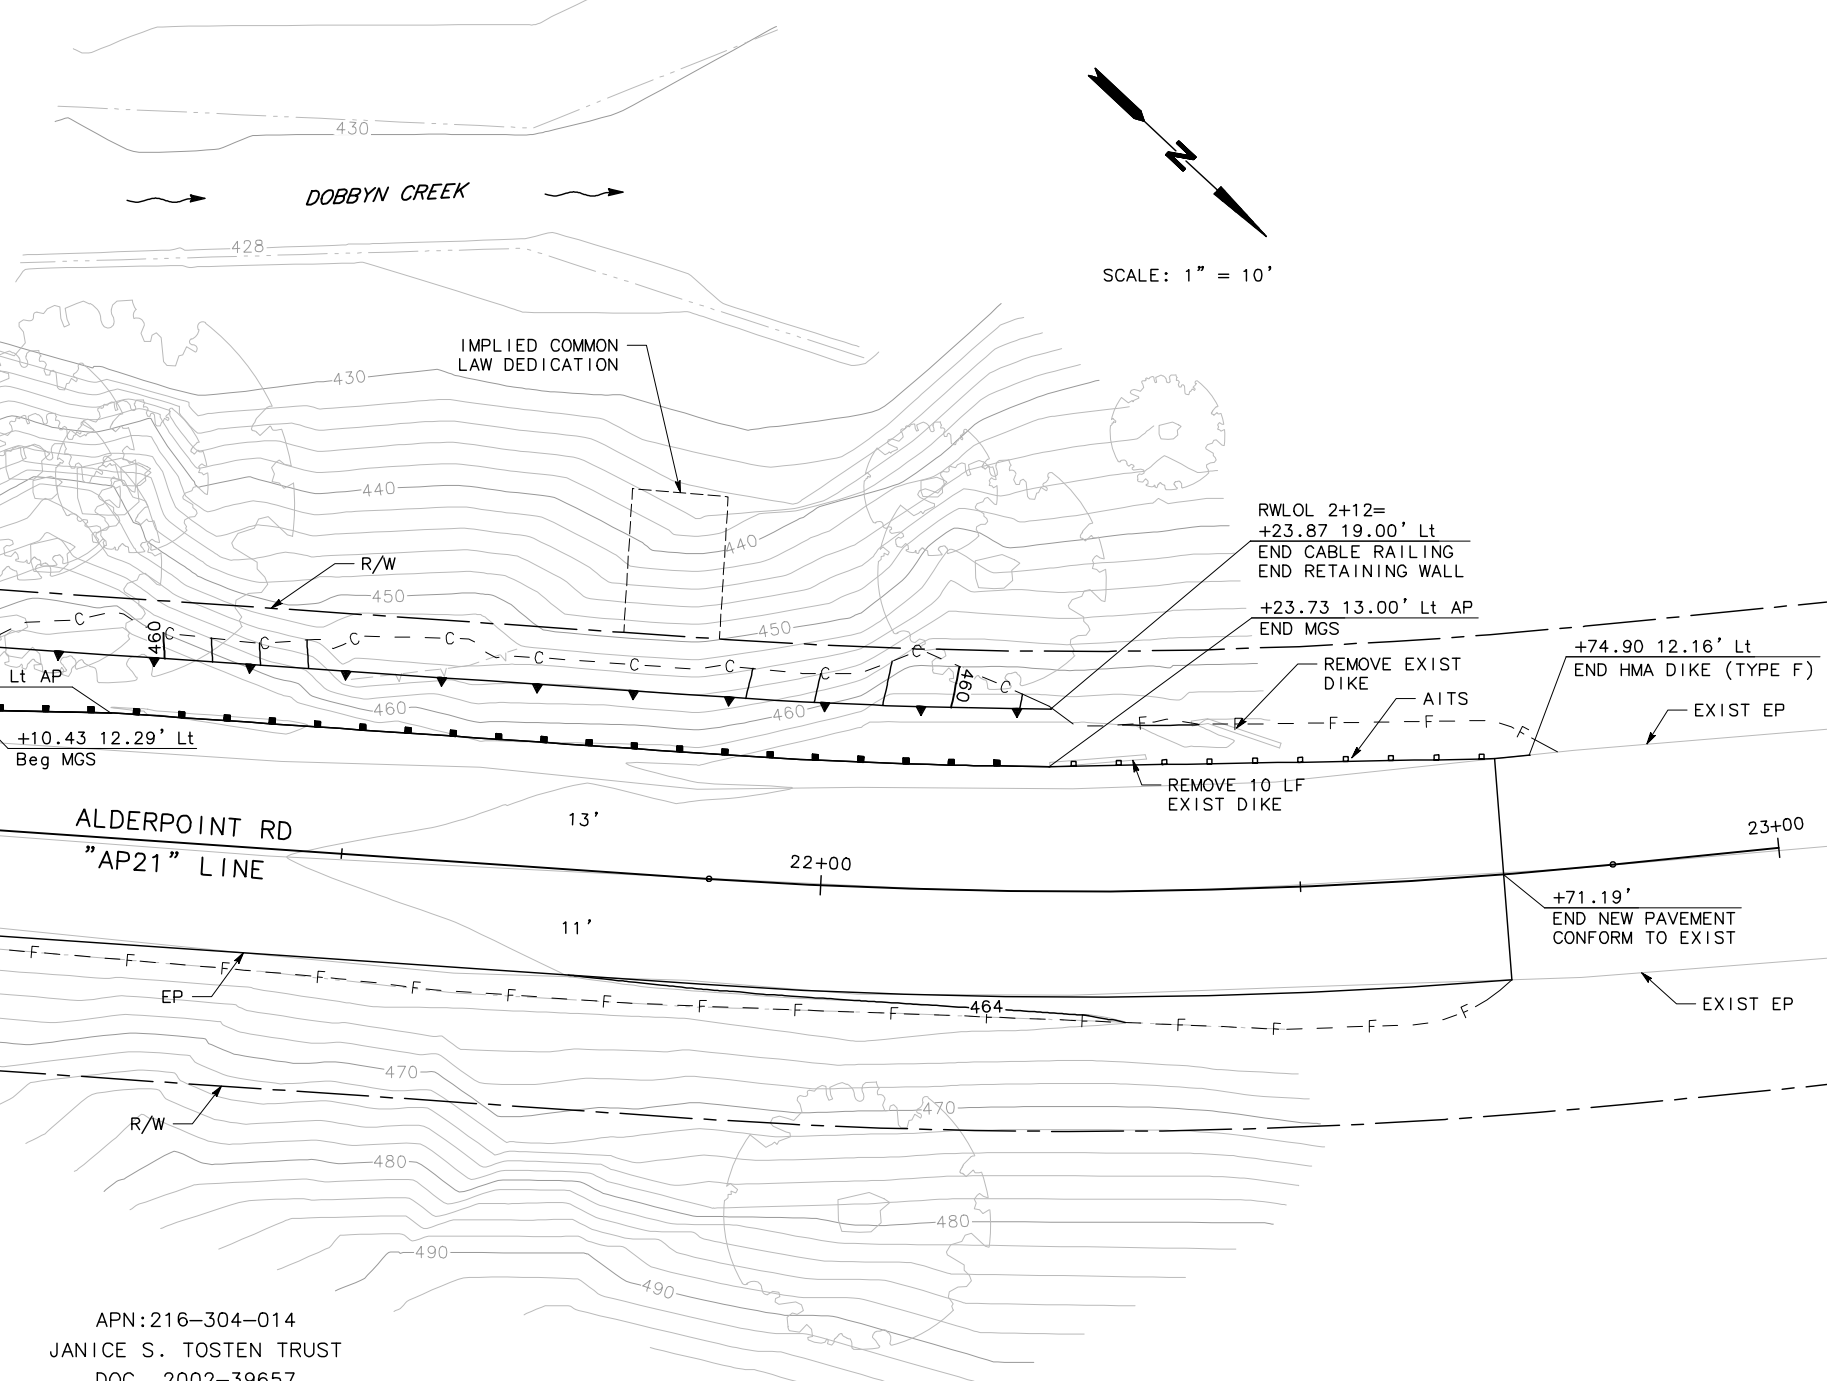 430
DOBBYN CREEK
428
N
SCALE: 1" = 10'
IMPLIED COMMON
LAW DEDICATION
430
440
440
R/W
450
450
RWLOL 2+12=
+23.87 19.00' Lt
END CABLE RAILING
END RETAINING WALL
+23.73 13.00' Lt AP
END MGS
+74.90 12.16' Lt
END HMA DIKE (TYPE F)
REMOVE EXIST
DIKE
AITS
EXIST EP
460
C C C C C C C C C C
460
Lt AP
460
460
F F F F F
+10.43 12.29' Lt
Beg MGS
REMOVE 10 LF
EXIST DIKE
ALDERPOINT RD
"AP21" LINE
13'
22+00
23+00
11'
+71.19'
END NEW PAVEMENT
CONFORM TO EXIST
EP
F F F F F F F F F F F F F F F F
464
EXIST EP
470
470
R/W
480
480
490
490
APN:216-304-014
JANICE S. TOSTEN TRUST
DOC. 2002-39657